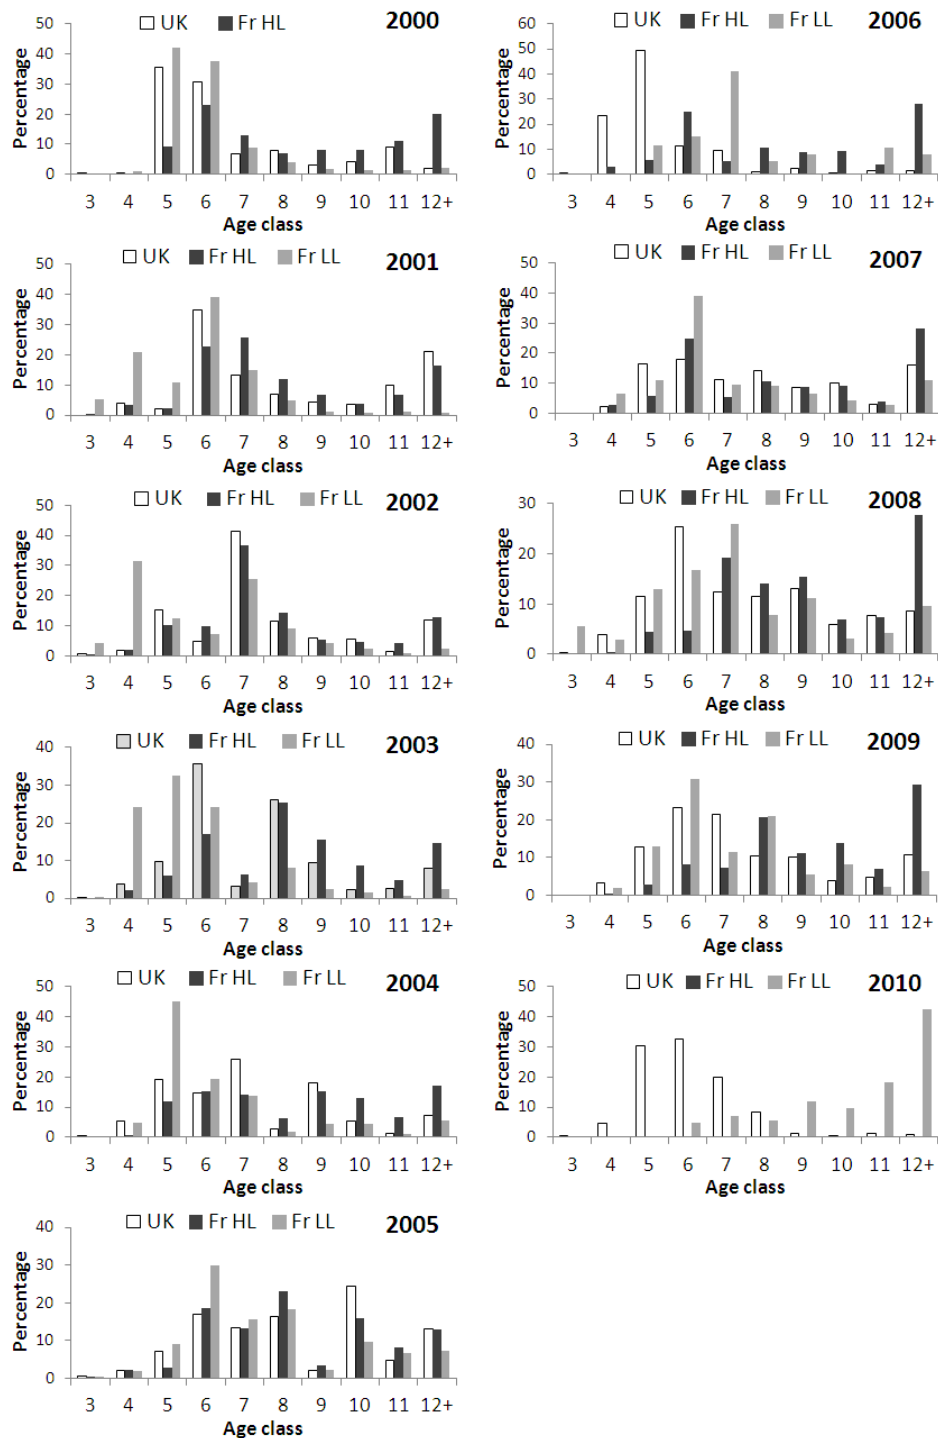 UK Fr HL 2000
50
40
30
20
10
0
Percentage
3 4 5 6 7 8 9 10 11 12+
Age class
UK Fr HL Fr LL 2001
50
40
30
20
10
0
Percentage
3 4 5 6 7 8 9 10 11 12+
Age class
UK Fr HL Fr LL 2002
50
40
30
20
10
0
Percentage
3 4 5 6 7 8 9 10 11 12+
Age class
UK Fr HL Fr LL 2003
40
30
20
10
0
Percentage
3 4 5 6 7 8 9 10 11 12+
Age class
UK Fr HL Fr LL 2004
50
40
30
20
10
0
Percentage
3 4 5 6 7 8 9 10 11 12+
Age class
UK Fr HL Fr LL 2005
40
30
20
10
0
Percentage
3 4 5 6 7 8 9 10 11 12+
Age class
UK Fr HL Fr LL 2006
60
50
40
30
20
10
0
Percentage
3 4 5 6 7 8 9 10 11 12+
Age class
UK Fr HL Fr LL 2007
50
40
30
20
10
0
Percentage
3 4 5 6 7 8 9 10 11 12+
Age class
UK Fr HL Fr LL 2008
30
20
10
0
Percentage
3 4 5 6 7 8 9 10 11 12+
Age class
UK Fr HL Fr LL 2009
40
30
20
10
0
Percentage
3 4 5 6 7 8 9 10 11 12+
Age class
UK Fr HL Fr LL 2010
50
40
30
20
10
0
Percentage
3 4 5 6 7 8 9 10 11 12+
Age class